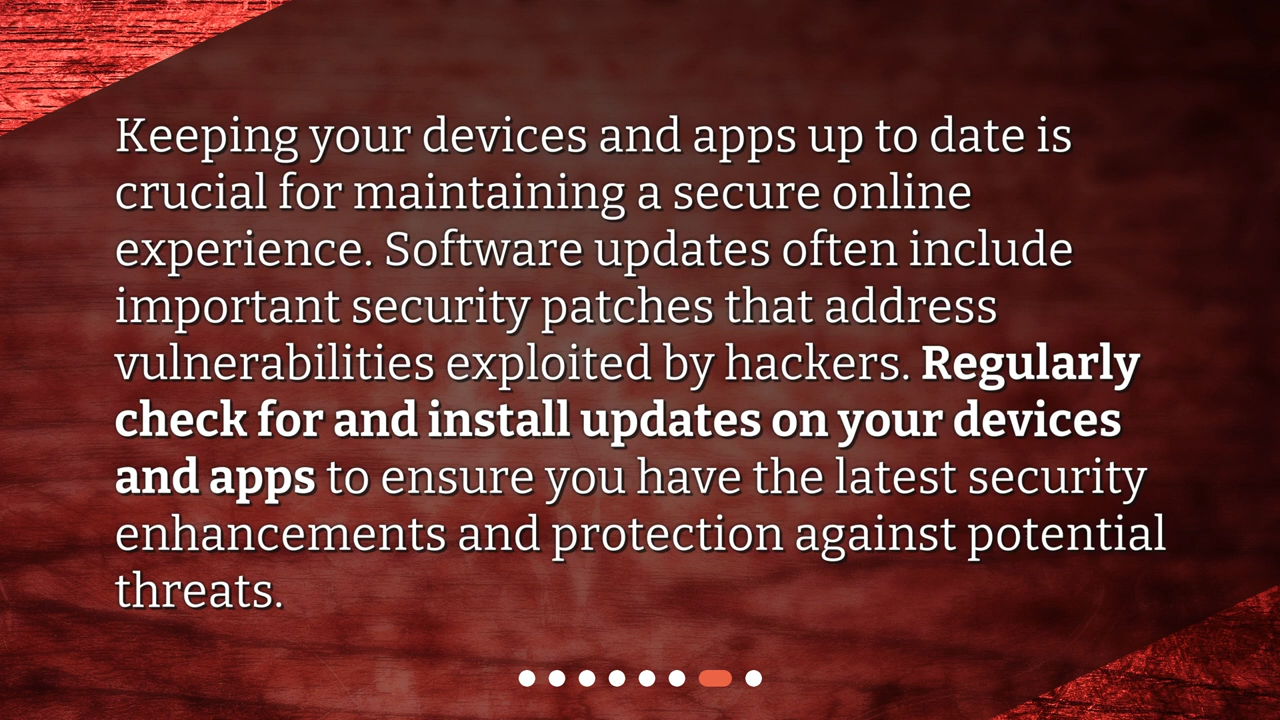 Keeping your devices and apps up to date is
crucial for maintaining a secure online
experience. Software updates often include
important security patches that address
vulnerabilities exploited by hackers. Regularly
check for and install updates on your devices
and apps to ensure you have the latest security
enhancements and protection against potential
threats.